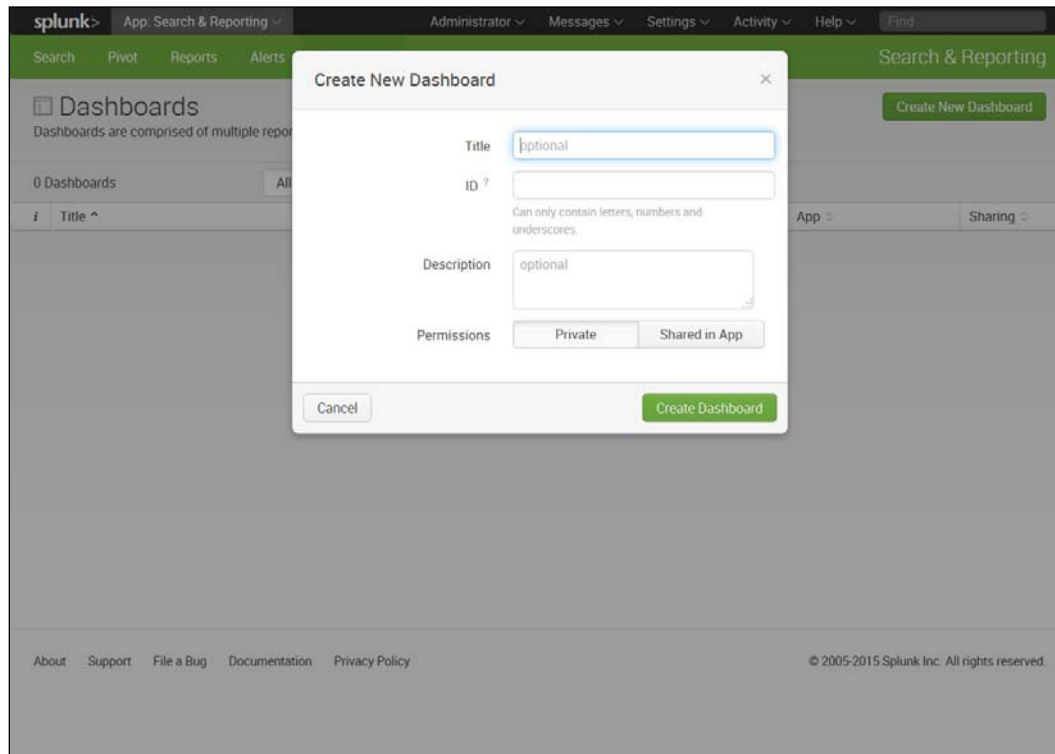 splunk> App: Search & Reporting Administrator Messages Settings Activity Help Find
Search Pivot Reports Alerts Search & Reporting
Dashboards
Create New Dashboard
Dashboards are comprised of multiple repor
0 Dashboards All
i Title App Sharing
Create New Dashboard ×
Title optional
ID ?
Can only contain letters, numbers and
underscores.
Description optional
Permissions Private Shared in App
Cancel Create Dashboard
About Support File a Bug Documentation Privacy Policy © 2005-2015 Splunk Inc. All rights reserved.